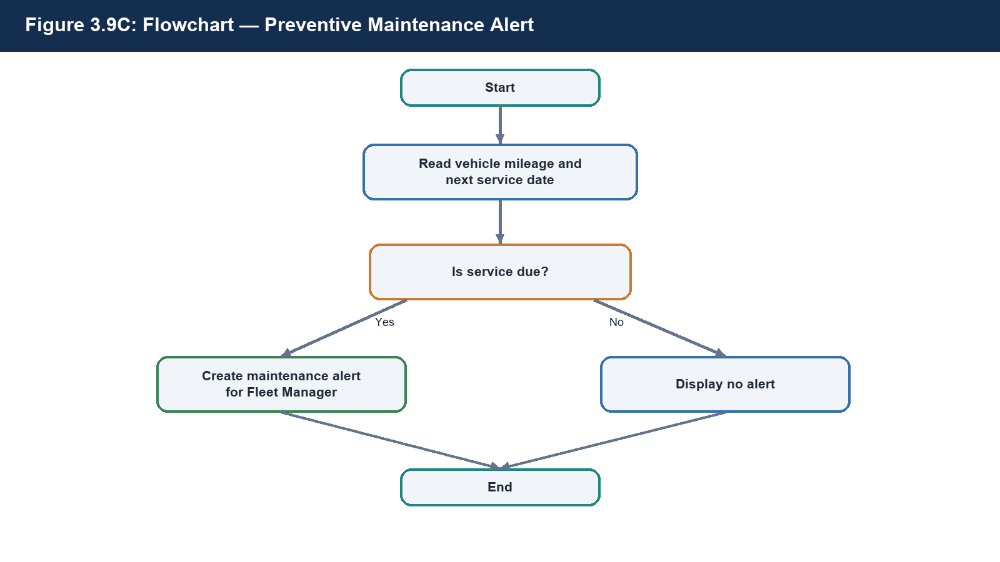 Figure 3.9C: Flowchart — Preventive Maintenance Alert
Start
Read vehicle mileage and
next service date
Is service due?
Yes
No
Create maintenance alert
for Fleet Manager
Display no alert
End